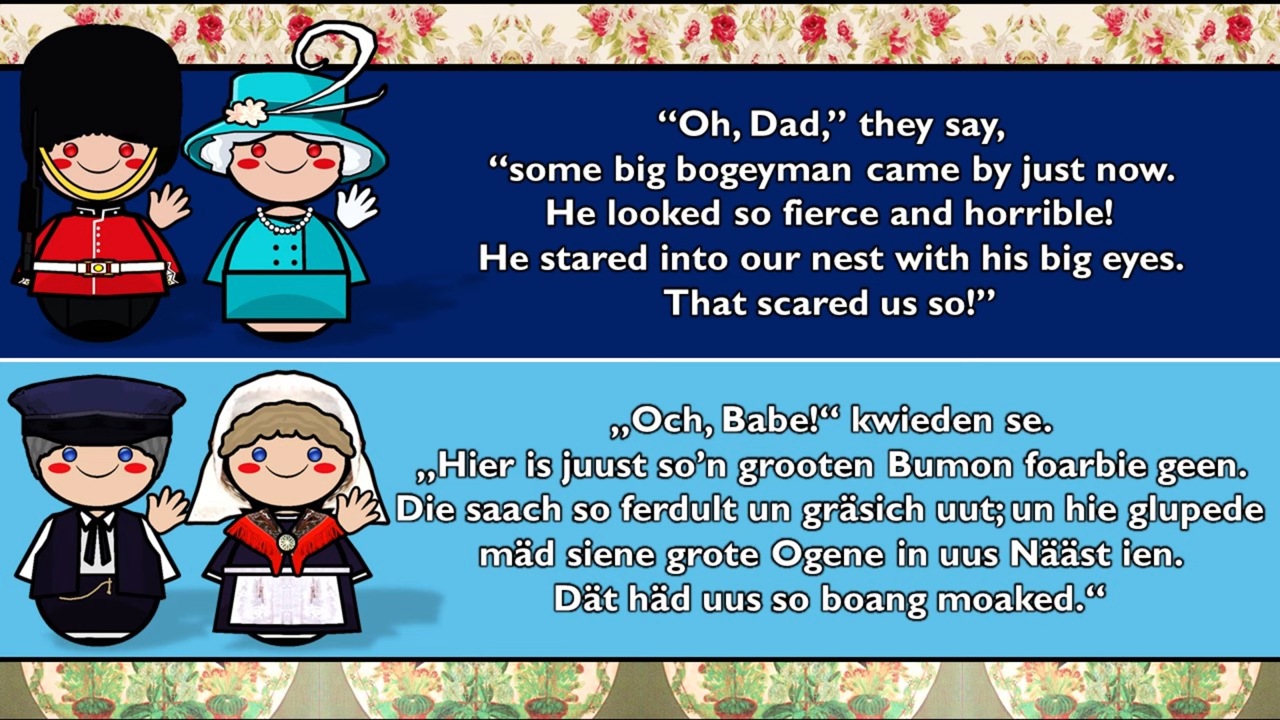 “Oh, Dad,” they say,
“some big bogeyman came by just now.
He looked so fierce and horrible!
He stared into our nest with his big eyes.
That scared us so!”
„Och, Babe!“ kwieden se.
„Hier is juust so’n grooten Bumon foarbie geen.
Die saach so ferdult un gräsich uut; un hie glupede
mäd siene grote Ogene in uus Nääst ien.
Dät häd uus so boang moaked.“